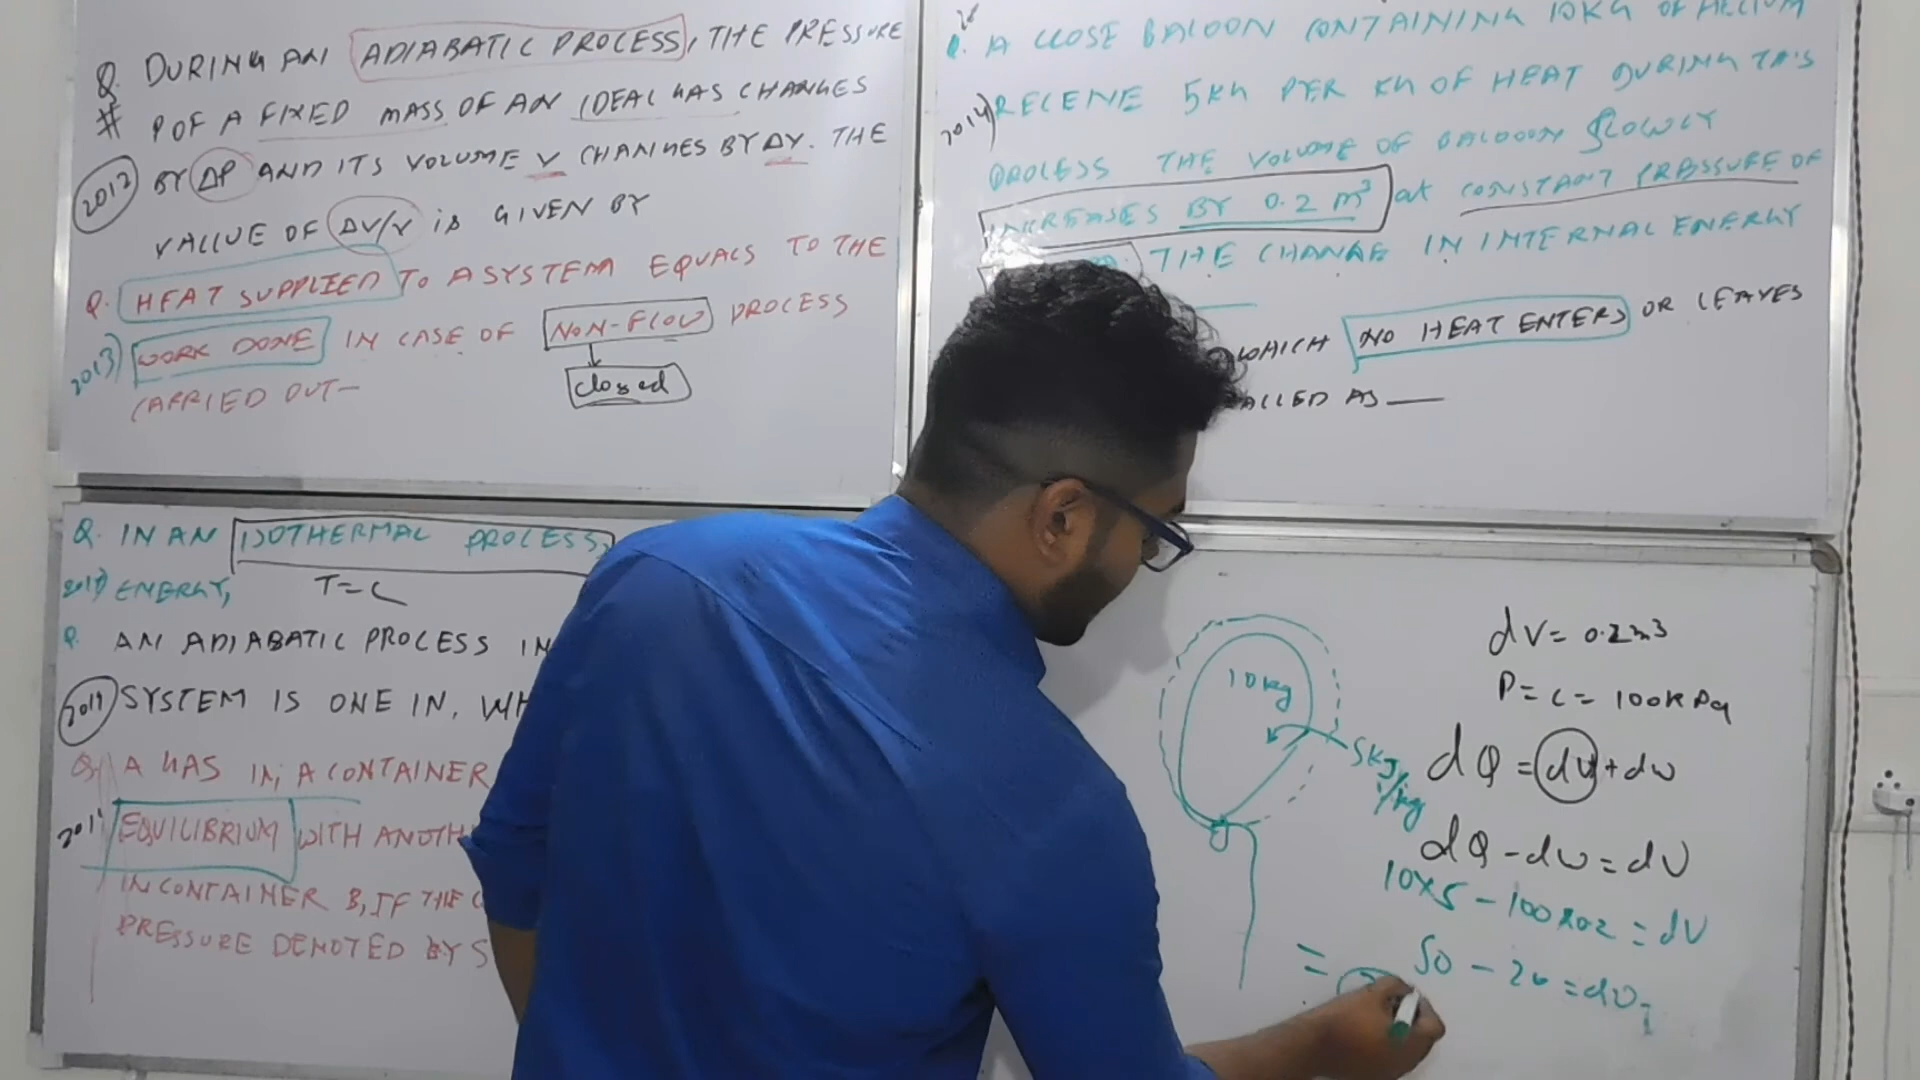 Q. DURING AN ADIABATIC PROCESS, THE PRESSURE
# P OF A FIXED MASS OF AN IDEAL GAS CHANGES
2012 BY ΔP AND ITS VOLUME V CHANGES BY ΔV. THE
VALLUE OF ΔV/V IS GIVEN BY
Q. HEAT SUPPLIED TO A SYSTEM EQUALS TO THE
2013) WORK DONE IN CASE OF NON-FLOW PROCESS
closed
CARRIED OUT—
Q. A CLOSE BALOON CONTAINING 10KG OF HELIUM
2014) RECEIVE 5KG PER KG OF HEAT DURING TA'S
PROCESS THE VOLUME OF BALOOON SLOWLY
INCREASES BY 0.2 m³ at CONSTANT PRESSURE OF
THE CHANGE IN INTERNAL ENERGY
WHICH NO HEAT ENTERS OR LEAVES
CALLED AS —
Q. IN AN ISOTHERMAL PROCESS,
ENERGY, T=C
Q. AN ADIABATIC PROCESS IN
SYSTEM IS ONE IN, WH
Q. A GAS IN, A CONTAINER
EQUILIBRIUM WITH ANOTH
IN CONTAINER B, IF THE
PRESSURE DENOTED BY S
10kg
5KJ/kg
dV= 0.2m3
P=C= 100KPa
dQ = dU+dw
dQ-dw=dU
10x5 - 100x0.2 = dU
50 - 20 = dU
=